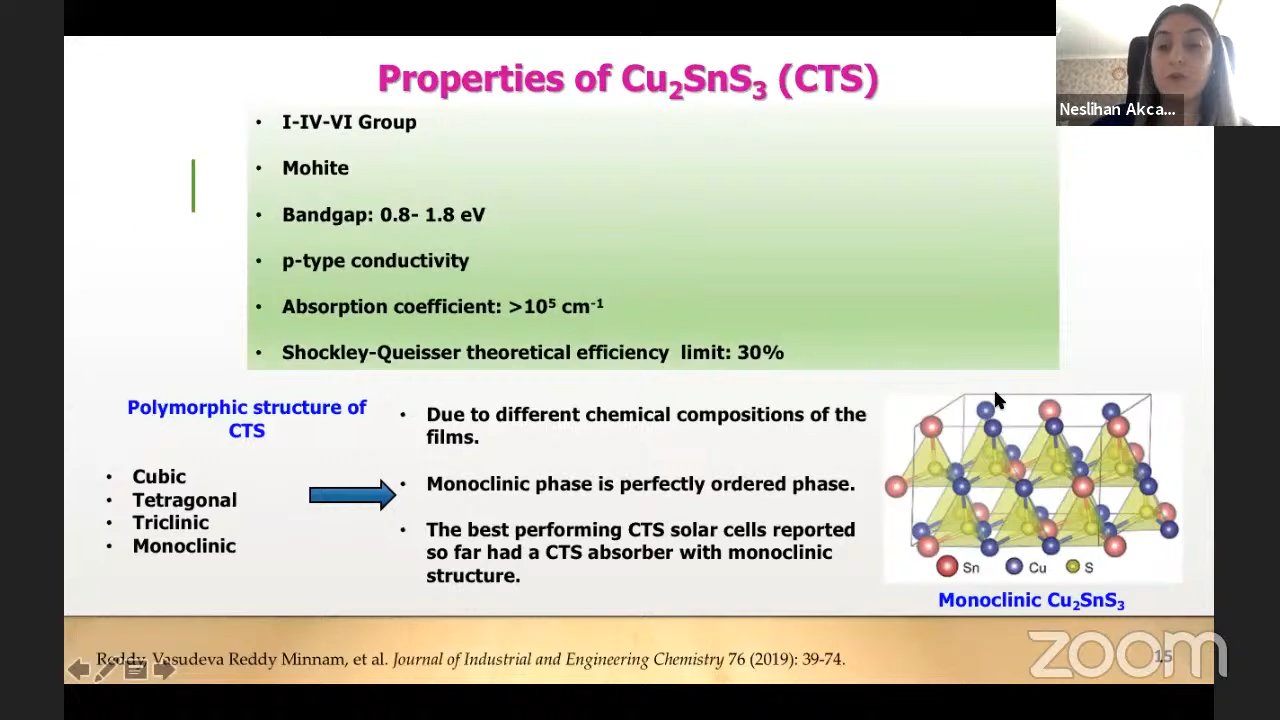 Properties of Cu₂SnS₃ (CTS)
Neslihan Akca...
• I-IV-VI Group
• Mohite
• Bandgap: 0.8- 1.8 eV
• p-type conductivity
• Absorption coefficient: >10⁵ cm⁻¹
• Shockley-Queisser theoretical efficiency limit: 30%
Polymorphic structure of
CTS
• Cubic
• Tetragonal
• Triclinic
• Monoclinic
• Due to different chemical compositions of the
films.
• Monoclinic phase is perfectly ordered phase.
• The best performing CTS solar cells reported
so far had a CTS absorber with monoclinic
structure.
Sn Cu S
Monoclinic Cu₂SnS₃
Reddy, Vasudeva Reddy Minnam, et al. Journal of Industrial and Engineering Chemistry 76 (2019): 39-74.
zoom
15